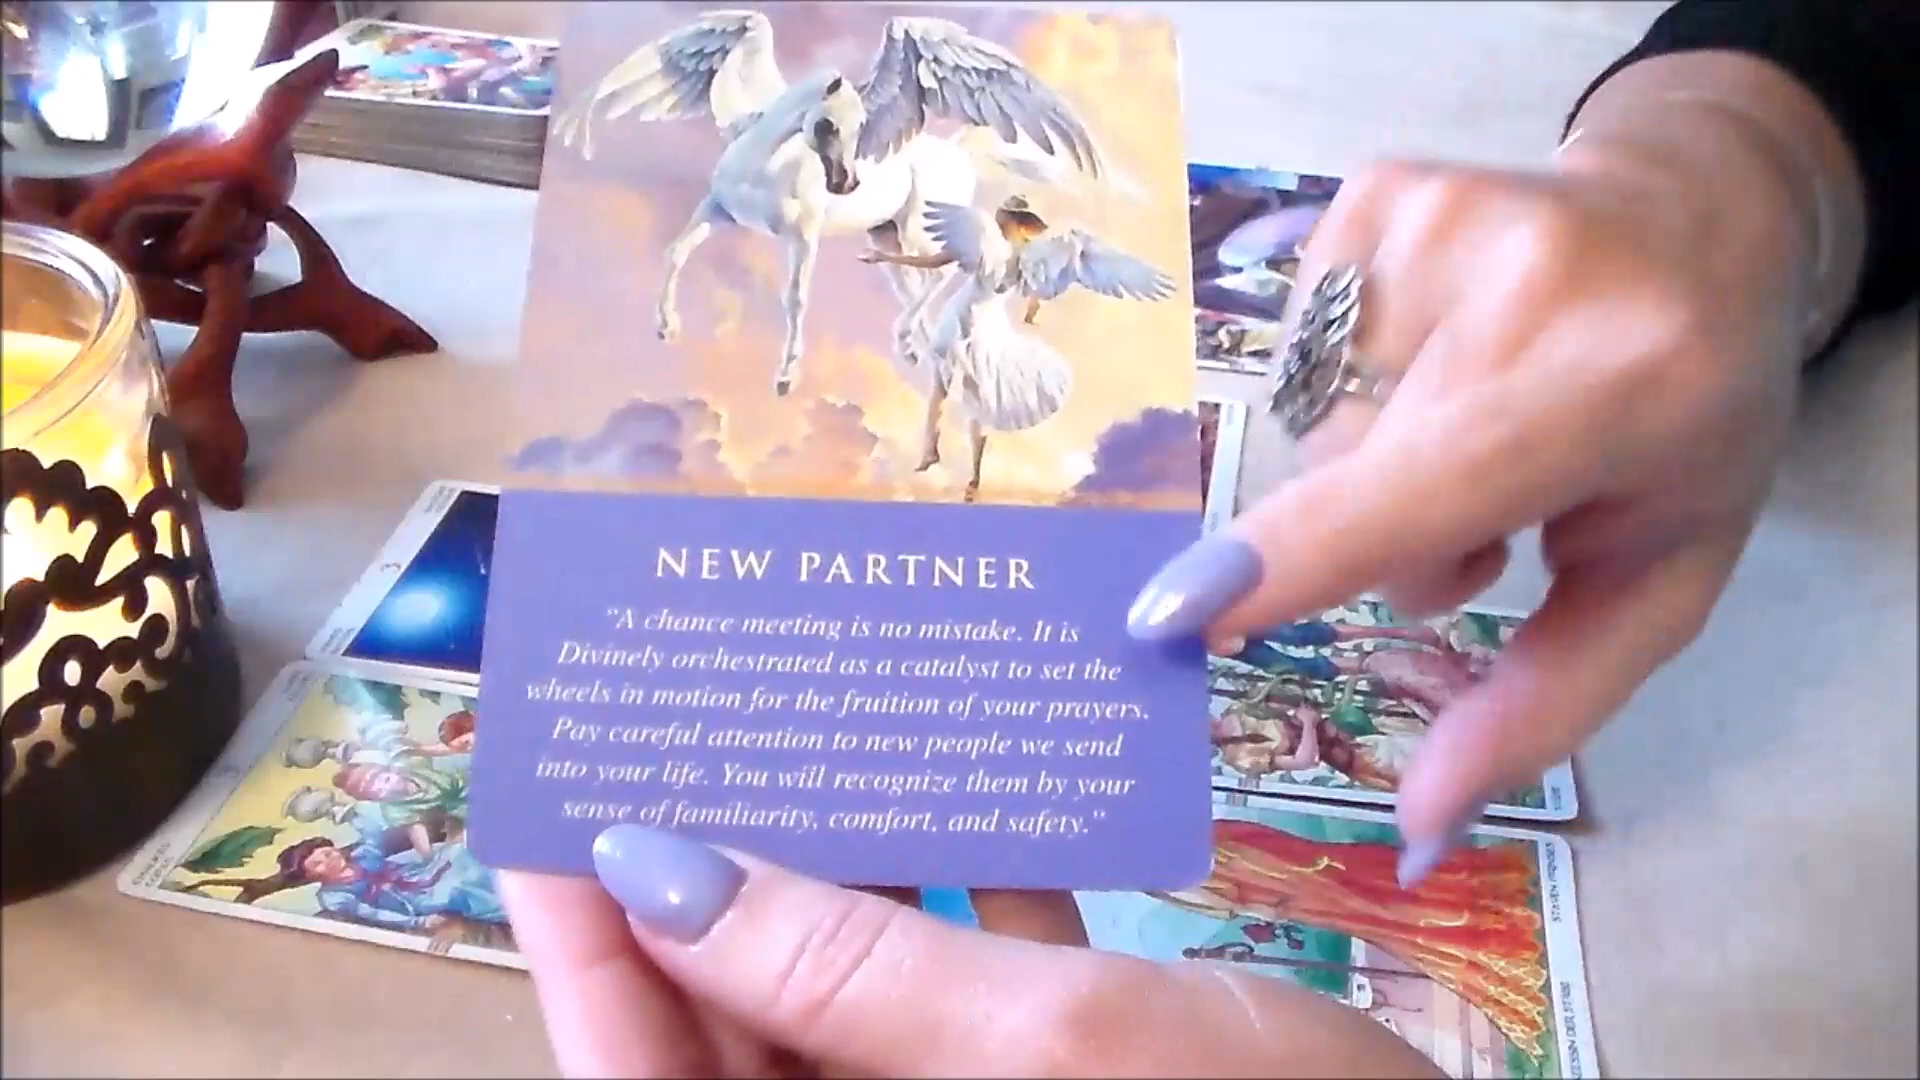 NEW PARTNER
"A chance meeting is no mistake. It is
Divinely orchestrated as a catalyst to set the
wheels in motion for the fruition of your prayers.
Pay careful attention to new people we send
into your life. You will recognize them by your
sense of familiarity, comfort, and safety."